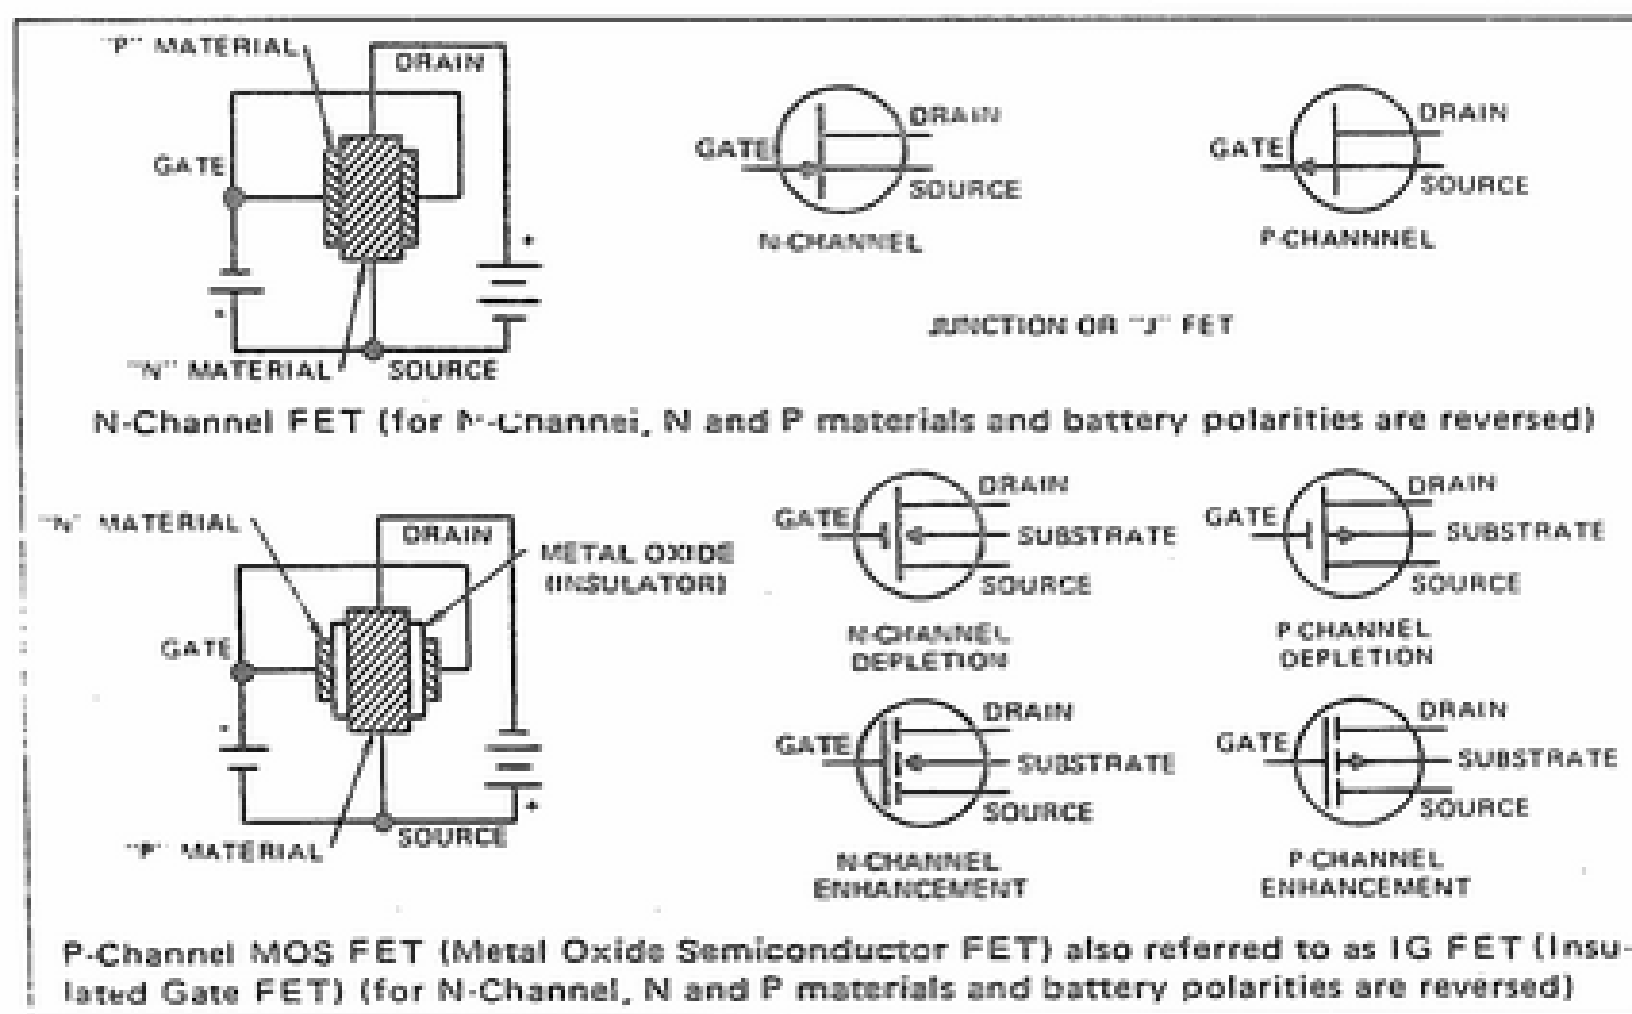 "P" MATERIAL
DRAIN
GATE
+
+
"N" MATERIAL
SOURCE
GATE
DRAIN
SOURCE
N-CHANNEL
GATE
DRAIN
SOURCE
P-CHANNNEL
JUNCTION OR "J" FET
N-Channel FET (for -Channel, N and P materials and battery polarities are reversed)
"N" MATERIAL
DRAIN
METAL OXIDE
(INSULATOR)
GATE
+
"P" MATERIAL
SOURCE
GATE
DRAIN
SUBSTRATE
SOURCE
N-CHANNEL
DEPLETION
GATE
DRAIN
SUBSTRATE
SOURCE
P-CHANNEL
DEPLETION
GATE
DRAIN
SUBSTRATE
SOURCE
N-CHANNEL
ENHANCEMENT
GATE
DRAIN
SUBSTRATE
SOURCE
P-CHANNEL
ENHANCEMENT
P-Channel MOS FET (Metal Oxide Semiconductor FET) also referred to as IG FET (Insu-
lated Gate FET) (for N-Channel, N and P materials and battery polarities are reversed)